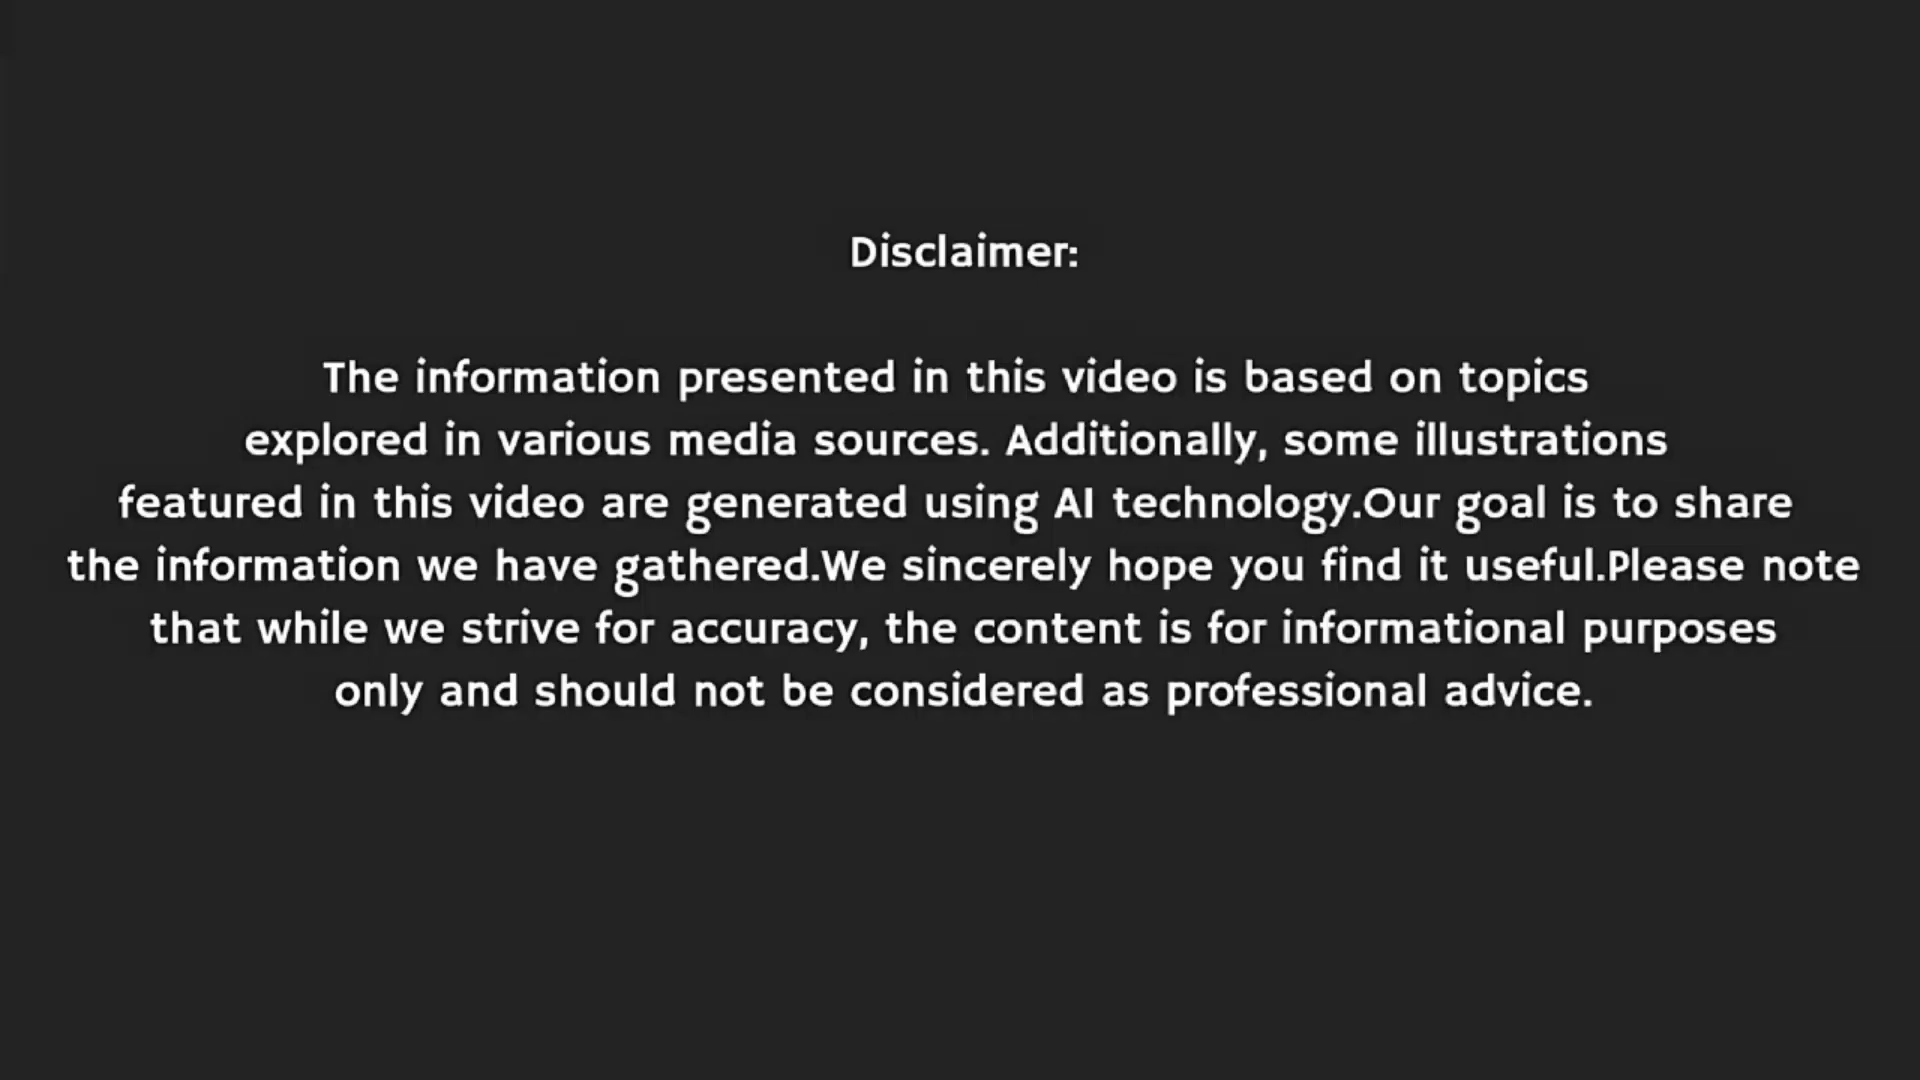 Disclaimer:
The information presented in this video is based on topics
explored in various media sources. Additionally, some illustrations
featured in this video are generated using AI technology.Our goal is to share
the information we have gathered.We sincerely hope you find it useful.Please note
that while we strive for accuracy, the content is for informational purposes
only and should not be considered as professional advice.